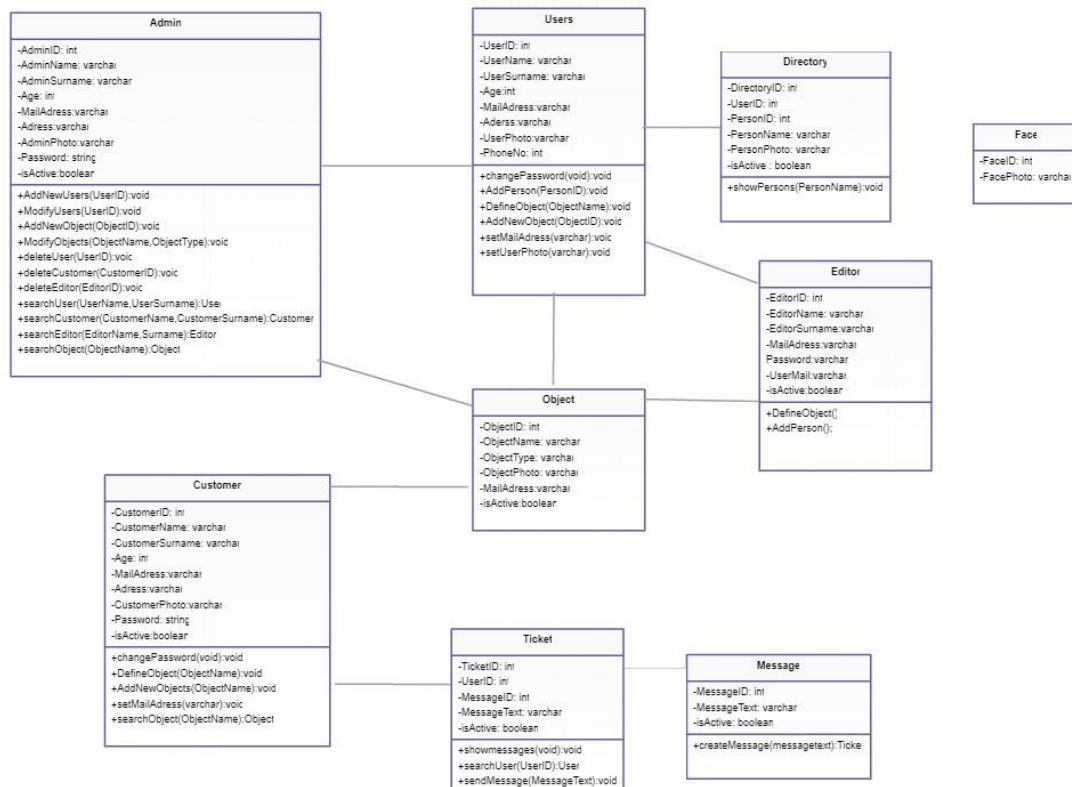 Admin
-AdminID: int
-AdminName: varchar
-AdminSurname: varchar
-Age: int
-MailAdress:varchar
-Adress:varchar
-AdminPhoto:varchar
-Password: string
-isActive:boolean
+AddNewUsers(UserID):void
+ModifyUsers(UserID):void
+AddNewObject(ObjectID):void
+ModifyObjects(ObjectName,ObjectType):void
+deleteUser(UserID):void
+deleteCustomer(CustomerID):void
+deleteEditor(EditorID):void
+searchUser(UserName,UserSurname):User
+searchCustomer(CustomerName,CustomerSurname):Customer
+searchEditor(EditorName,Surname):Editor
+searchObject(ObjectName):Object
Users
-UserID: int
-UserName: varchar
-UserSurname: varchar
-Age:int
-MailAdress:varchar
-Aderss:varchar
-UserPhoto:varchar
-PhoneNo: int
+changePassword(void):void
+AddPerson(PersonID):void
+DefineObject(ObjectName):void
+AddNewObject(ObjectID):void
+setMailAdress(varchar):void
+setUserPhoto(varchar):void
Directory
-DirectoryID: int
-UserID: int
-PersonID: int
-PersonName: varchar
-PersonPhoto: varchar
-isActive : boolean
+showPersons(PersonName):void
Face
-FaceID: int
-FacePhoto: varchar
Editor
-EditorID: int
-EditorName: varchar
-EditorSurname:varchar
-MailAdress:varchar
Password:varchar
-UserMail:varchar
-isActive:boolean
+DefineObject()
+AddPerson();
Object
-ObjectID: int
-ObjectName: varchar
-ObjectType: varchar
-ObjectPhoto: varchar
-MailAdress:varchar
-isActive:boolean
Customer
-CustomerID: int
-CustomerName: varchar
-CustomerSurname: varchar
-Age: int
-MailAdress:varchar
-Adress:varchar
-CustomerPhoto:varchar
-Password: string
-isActive:boolean
+changePassword(void):void
+DefineObject(ObjectName):void
+AddNewObjects(ObjectName):void
+setMailAdress(varchar):void
+searchObject(ObjectName):Object
Ticket
-TicketID: int
-UserID: int
-MessageID: int
-MessageText: varchar
-isActive: boolean
+showmessages(void):void
+searchUser(UserID):User
+sendMessage(MessageText):void
Message
-MessageID: int
-MessageText: varchar
-isActive: boolean
+createMessage(messagetext):Ticke